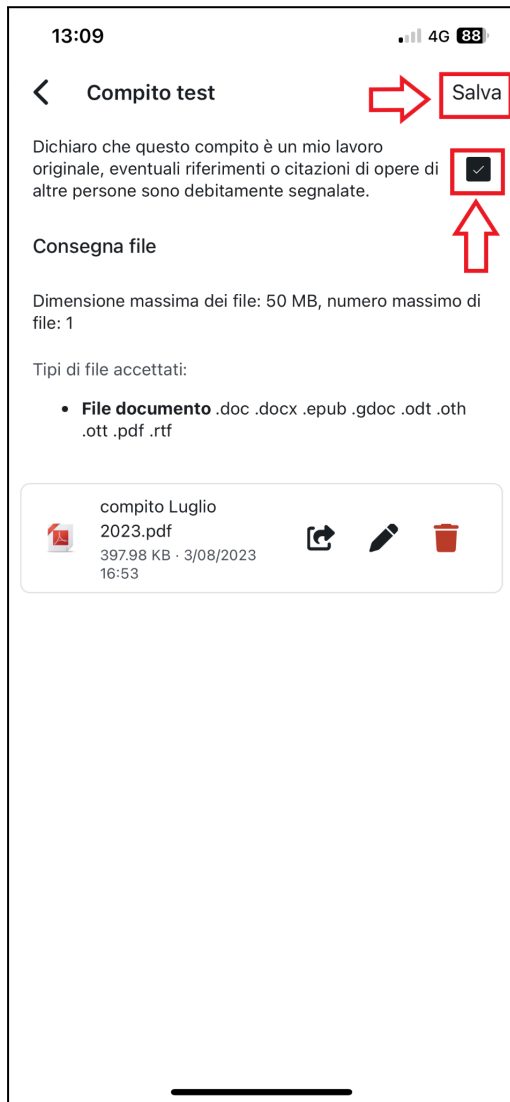 13:09
4G 88
Compito test
Salva
Dichiaro che questo compito è un mio lavoro
originale, eventuali riferimenti o citazioni di opere di
altre persone sono debitamente segnalate.
Consegna file
Dimensione massima dei file: 50 MB, numero massimo di
file: 1
Tipi di file accettati:
• File documento .doc .docx .epub .gdoc .odt .oth
.ott .pdf .rtf
compito Luglio
2023.pdf
397.98 KB · 3/08/2023
16:53